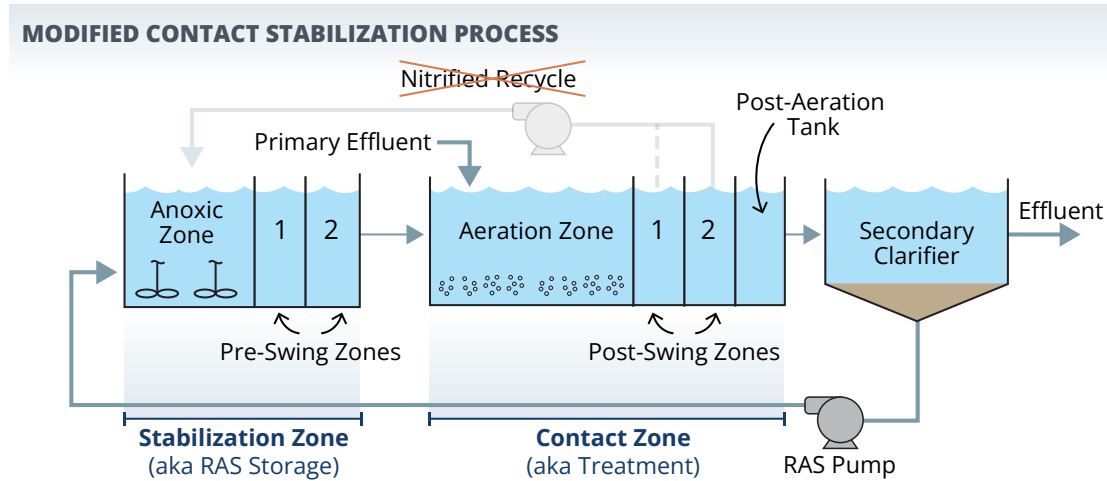 MODIFIED CONTACT STABILIZATION PROCESS
Nitrified Recycle
Post-Aeration
Tank
Primary Effluent
Anoxic
Zone
1
2
Aeration Zone
1
2
Secondary
Clarifier
Effluent
Pre-Swing Zones
Post-Swing Zones
Stabilization Zone
(aka RAS Storage)
Contact Zone
(aka Treatment)
RAS Pump